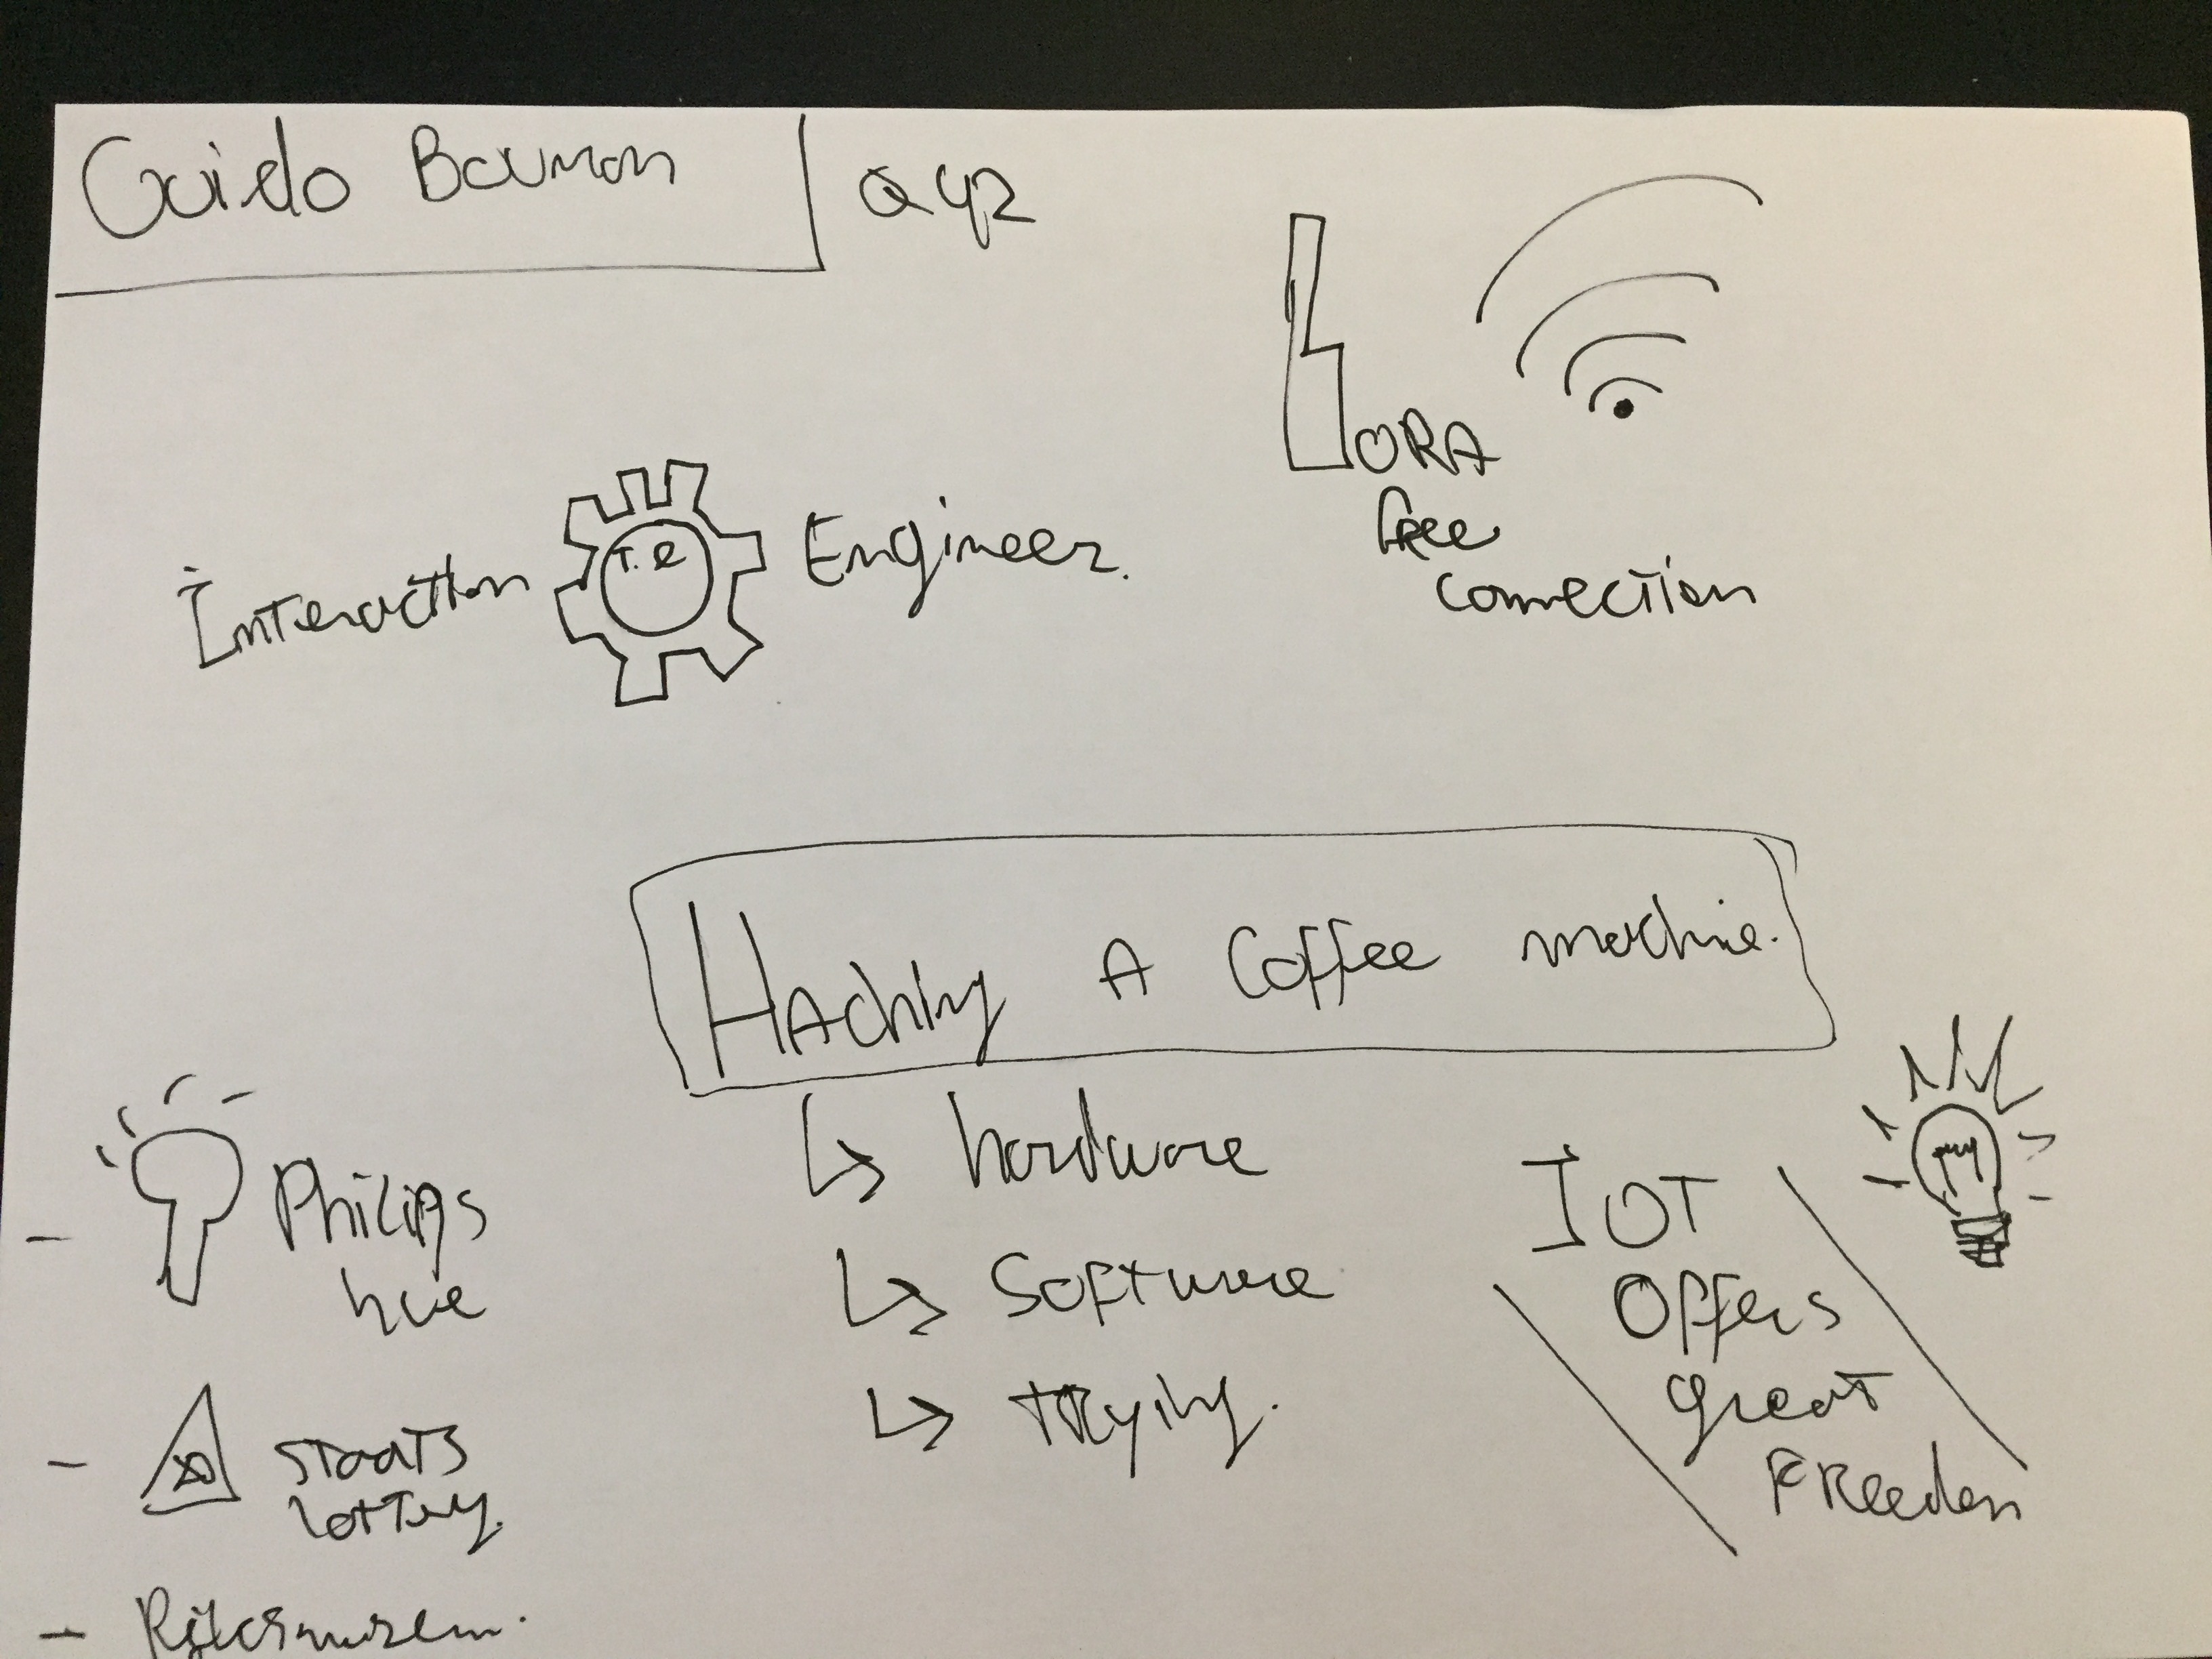 Guido Bouman
Q42
LORA
free
connection
Interaction T.E Engineer.
HAcking A Coffee machine.
↳ hardware
↳ Software
↳ tRying.
- Philips
hue
- STaaTS
loTTery.
- Rijksmuseum.
IOT
Offers
great
FReedom